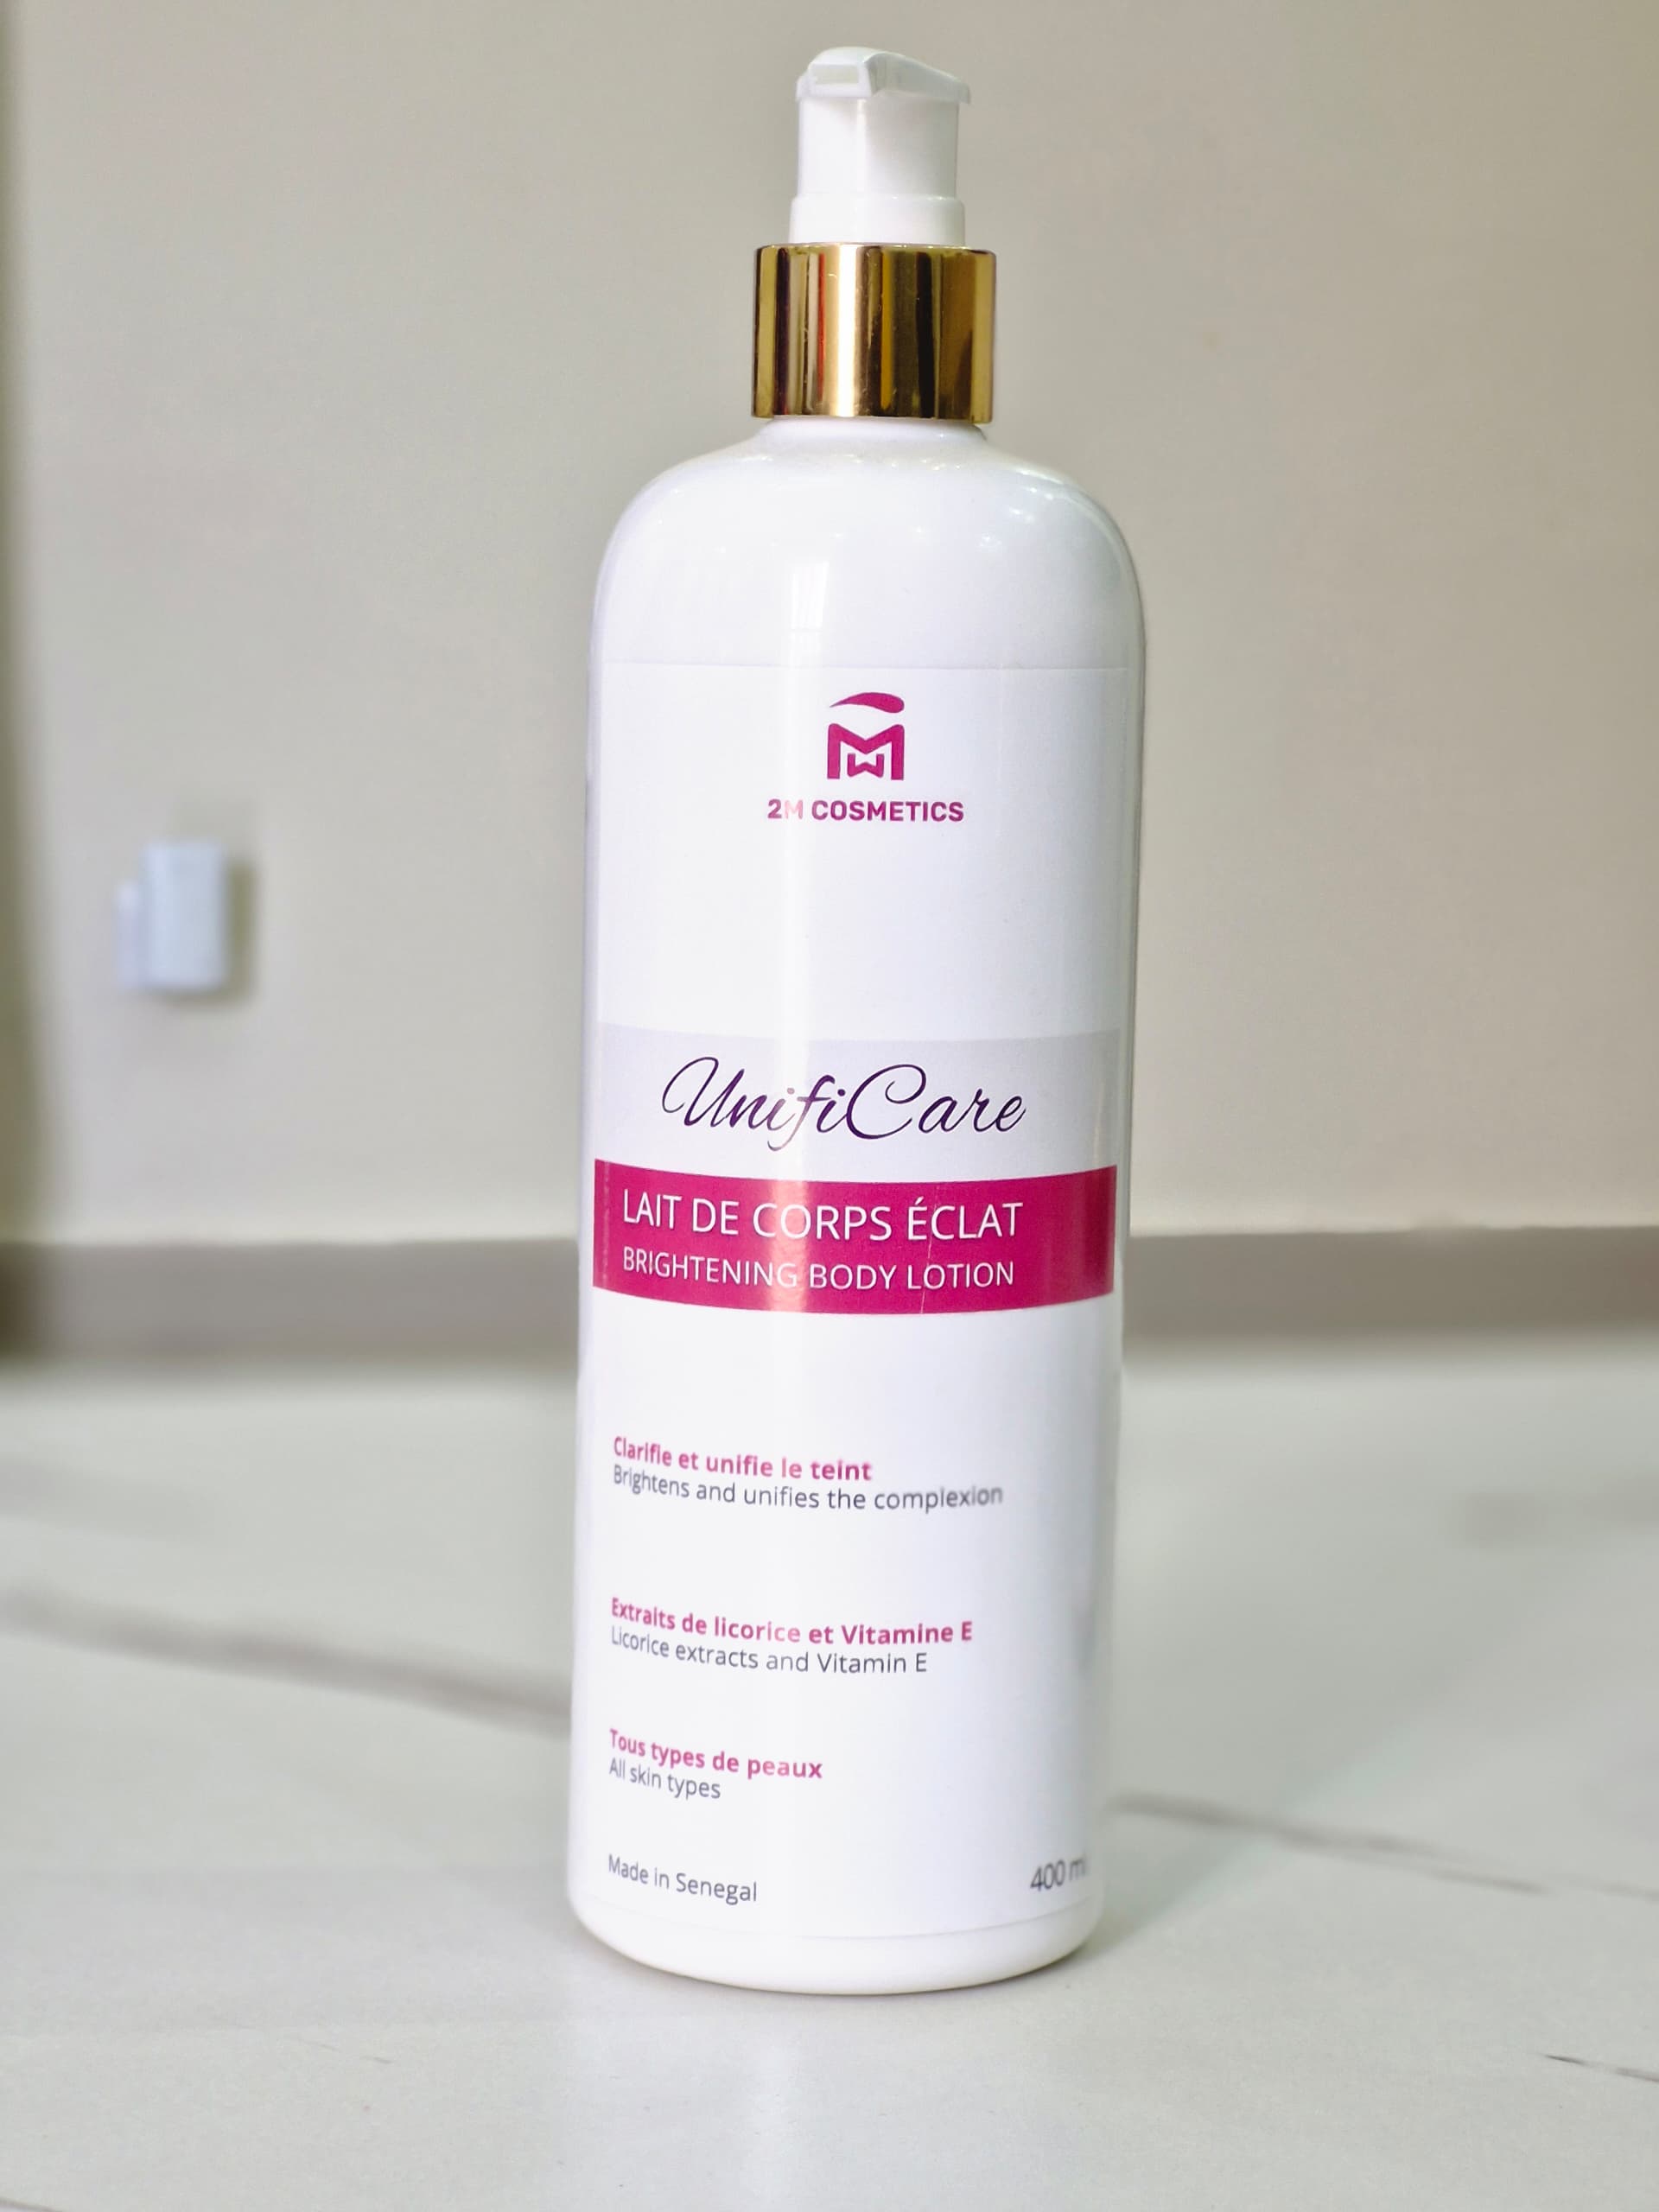 2M COSMETICS
UnifiCare
LAIT DE CORPS ÉCLAT
BRIGHTENING BODY LOTION
Clarifie et unifie le teint
Brightens and unifies the complexion
Extraits de licorice et Vitamine E
Licorice extracts and Vitamin E
Tous types de peaux
All skin types
Made in Senegal
400 ml